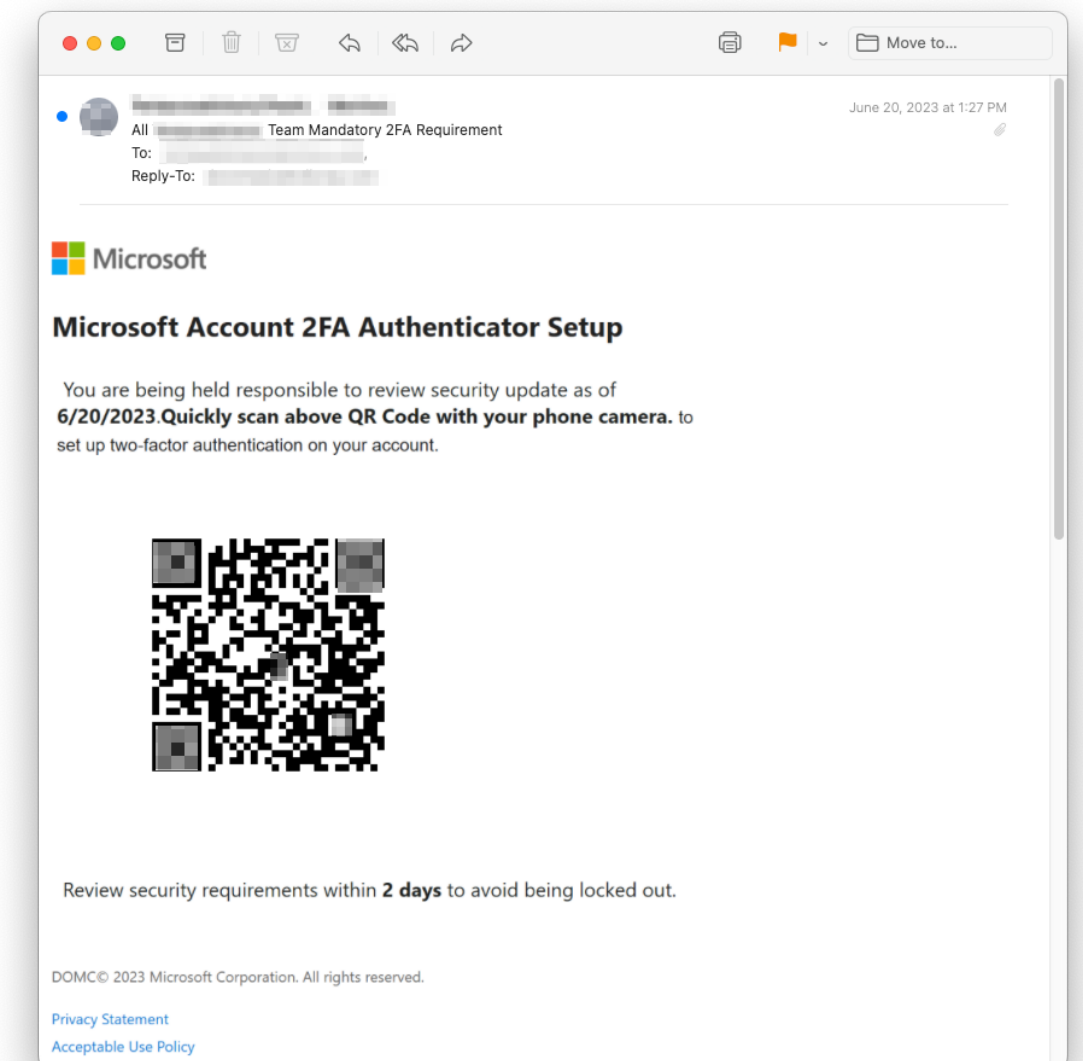 Move to...
June 20, 2023 at 1:27 PM
All Team Mandatory 2FA Requirement
To:
Reply-To:
Microsoft
Microsoft Account 2FA Authenticator Setup
You are being held responsible to review security update as of
6/20/2023.Quickly scan above QR Code with your phone camera. to
set up two-factor authentication on your account.
Review security requirements within 2 days to avoid being locked out.
DOMC© 2023 Microsoft Corporation. All rights reserved.
Privacy Statement
Acceptable Use Policy